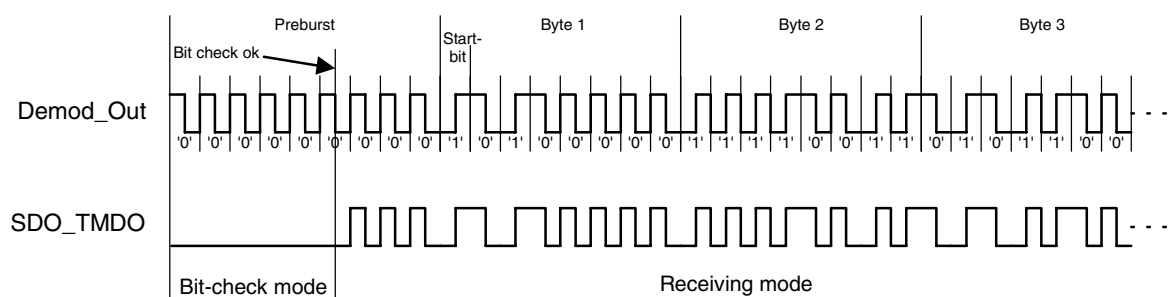 Preburst Byte 1 Byte 2 Byte 3
Start-
bit
Bit check ok
Demod_Out
'0' '0' '0' '0' '0' '0' '0' '0' '0' '1' '0' '1' '0' '0' '0' '0' '0' '1' '1' '1' '1' '0' '0' '1' '1' '0' '1' '0' '1' '1' '0' '0'
SDO_TMDO
Bit-check mode Receiving mode